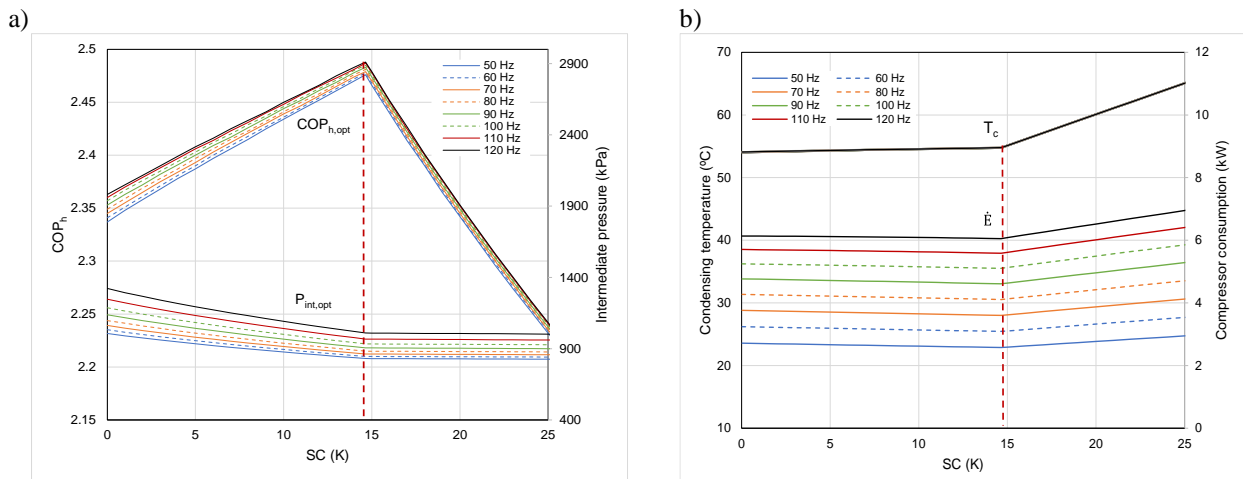 a)
COPh
2.5
2.45
2.4
2.35
2.3
2.25
2.2
2.15
COPh,opt
Pint,opt
50 Hz
60 Hz
70 Hz
80 Hz
90 Hz
100 Hz
110 Hz
120 Hz
2900
2400
1900
1400
900
400
Intermediate pressure (kPa)
0 5 10 15 20 25
SC (K)
b)
Condensing temperature (ºC)
70
60
50
40
30
20
10
50 Hz 60 Hz
70 Hz 80 Hz
90 Hz 100 Hz
110 Hz 120 Hz
Tc
Ė
12
10
8
6
4
2
0
Compressor consumption (kW)
0 5 10 15 20 25
SC (K)